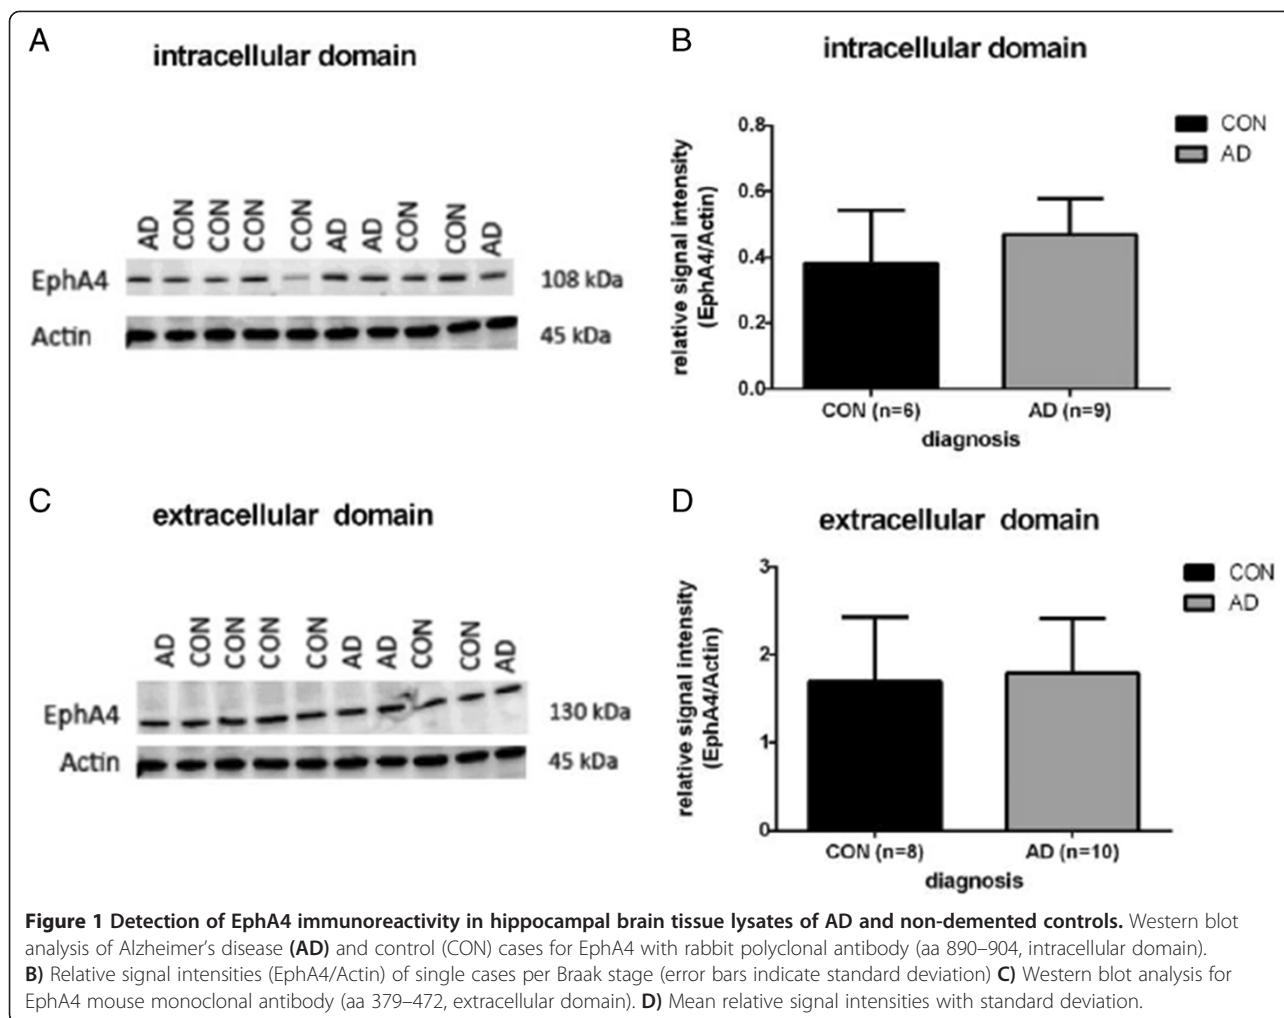 A
intracellular domain
AD
CON
CON
CON
CON
AD
AD
CON
CON
AD
EphA4
108 kDa
Actin
45 kDa
B
intracellular domain
relative signal intensity
(EphA4/Actin)
0.8
0.6
0.4
0.2
0.0
CON
AD
CON (n=6)
AD (n=9)
diagnosis
C
extracellular domain
AD
CON
CON
CON
CON
AD
AD
CON
CON
AD
EphA4
130 kDa
Actin
45 kDa
D
extracellular domain
relative signal intensity
(EphA4/Actin)
3
2
1
0
CON
AD
CON (n=8)
AD (n=10)
diagnosis
Figure 1 Detection of EphA4 immunoreactivity in hippocampal brain tissue lysates of AD and non-demented controls. Western blot
analysis of Alzheimer's disease (AD) and control (CON) cases for EphA4 with rabbit polyclonal antibody (aa 890–904, intracellular domain).
B) Relative signal intensities (EphA4/Actin) of single cases per Braak stage (error bars indicate standard deviation) C) Western blot analysis for
EphA4 mouse monoclonal antibody (aa 379–472, extracellular domain). D) Mean relative signal intensities with standard deviation.